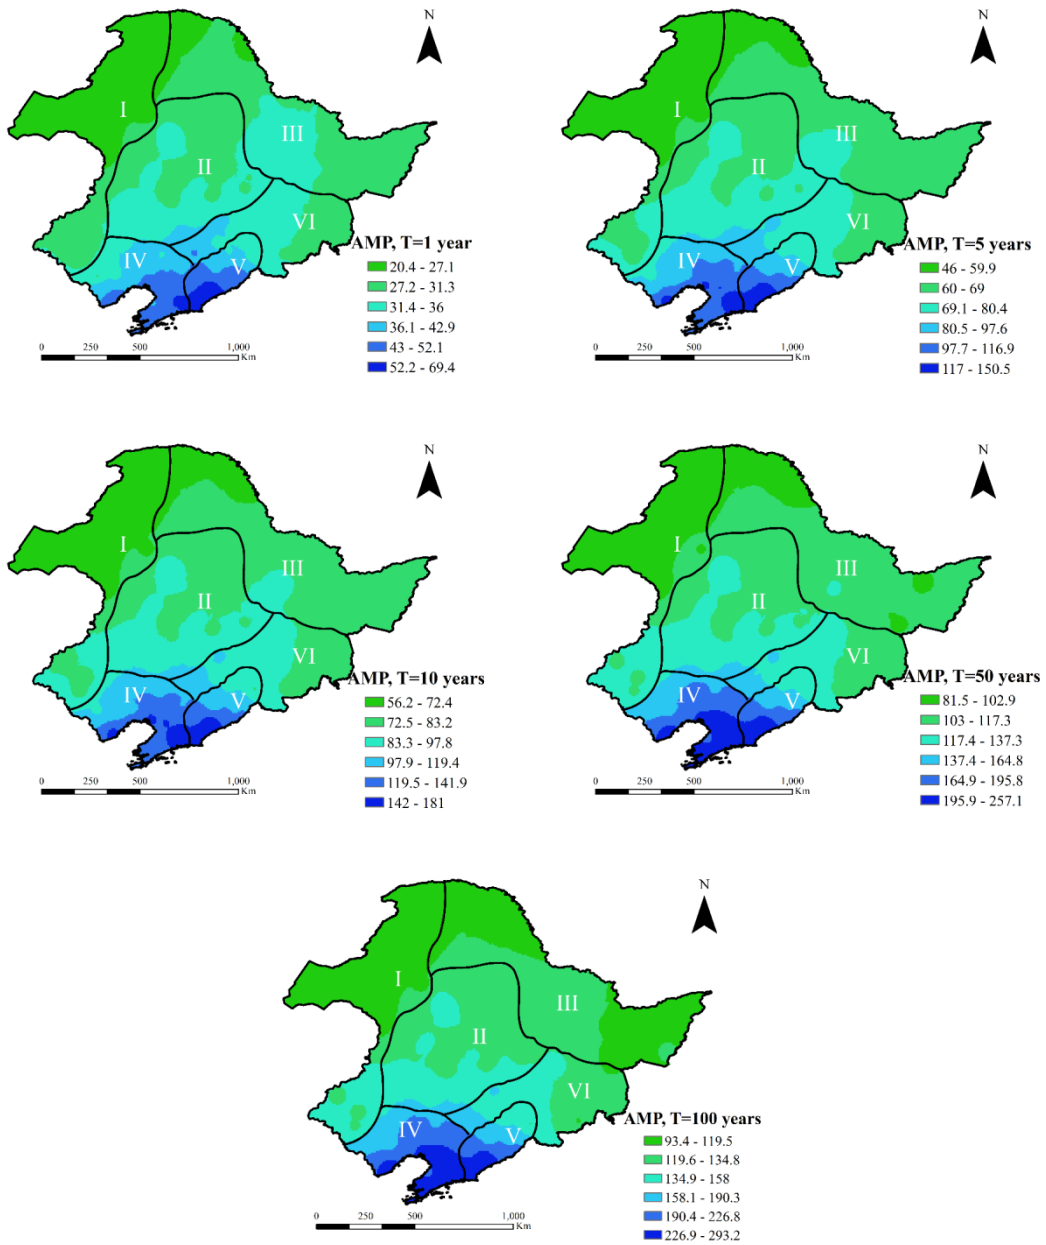 N
I
II
III
IV
V
VI
AMP, T=1 year
20.4 - 27.1
27.2 - 31.3
31.4 - 36
36.1 - 42.9
43 - 52.1
52.2 - 69.4
0 250 500 1,000
Km
N
I
II
III
IV
V
VI
AMP, T=5 years
46 - 59.9
60 - 69
69.1 - 80.4
80.5 - 97.6
97.7 - 116.9
117 - 150.5
0 250 500 1,000
Km
N
I
II
III
IV
V
VI
AMP, T=10 years
56.2 - 72.4
72.5 - 83.2
83.3 - 97.8
97.9 - 119.4
119.5 - 141.9
142 - 181
0 250 500 1,000
Km
N
I
II
III
IV
V
VI
AMP, T=50 years
81.5 - 102.9
103 - 117.3
117.4 - 137.3
137.4 - 164.8
164.9 - 195.8
195.9 - 257.1
0 250 500 1,000
Km
N
I
II
III
IV
V
VI
AMP, T=100 years
93.4 - 119.5
119.6 - 134.8
134.9 - 158
158.1 - 190.3
190.4 - 226.8
226.9 - 293.2
0 250 500 1,000
Km